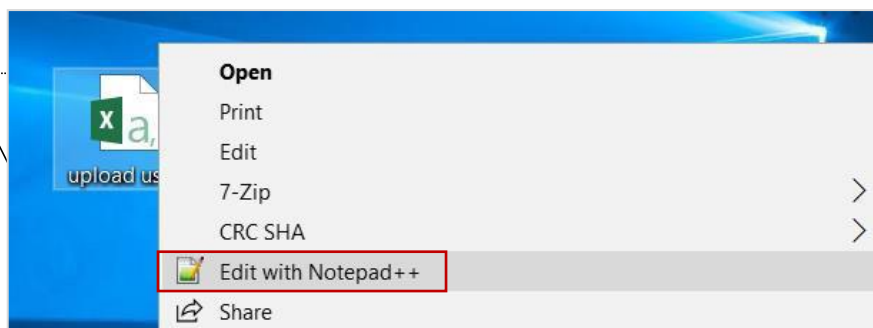 Open
Print
Edit
upload us
7-Zip
CRC SHA
Edit with Notepad++
Share